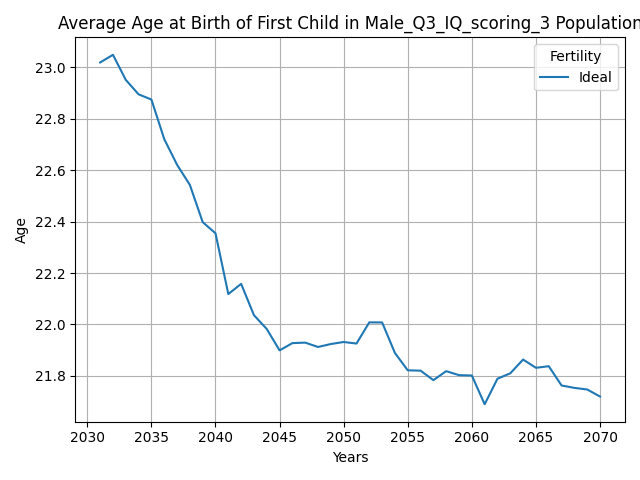 Average Age at Birth of First Child in Male_Q3_IQ_scoring_3 Population
Fertility
Ideal
Age
23.0
22.8
22.6
22.4
22.2
22.0
21.8
2030 2035 2040 2045 2050 2055 2060 2065 2070
Years